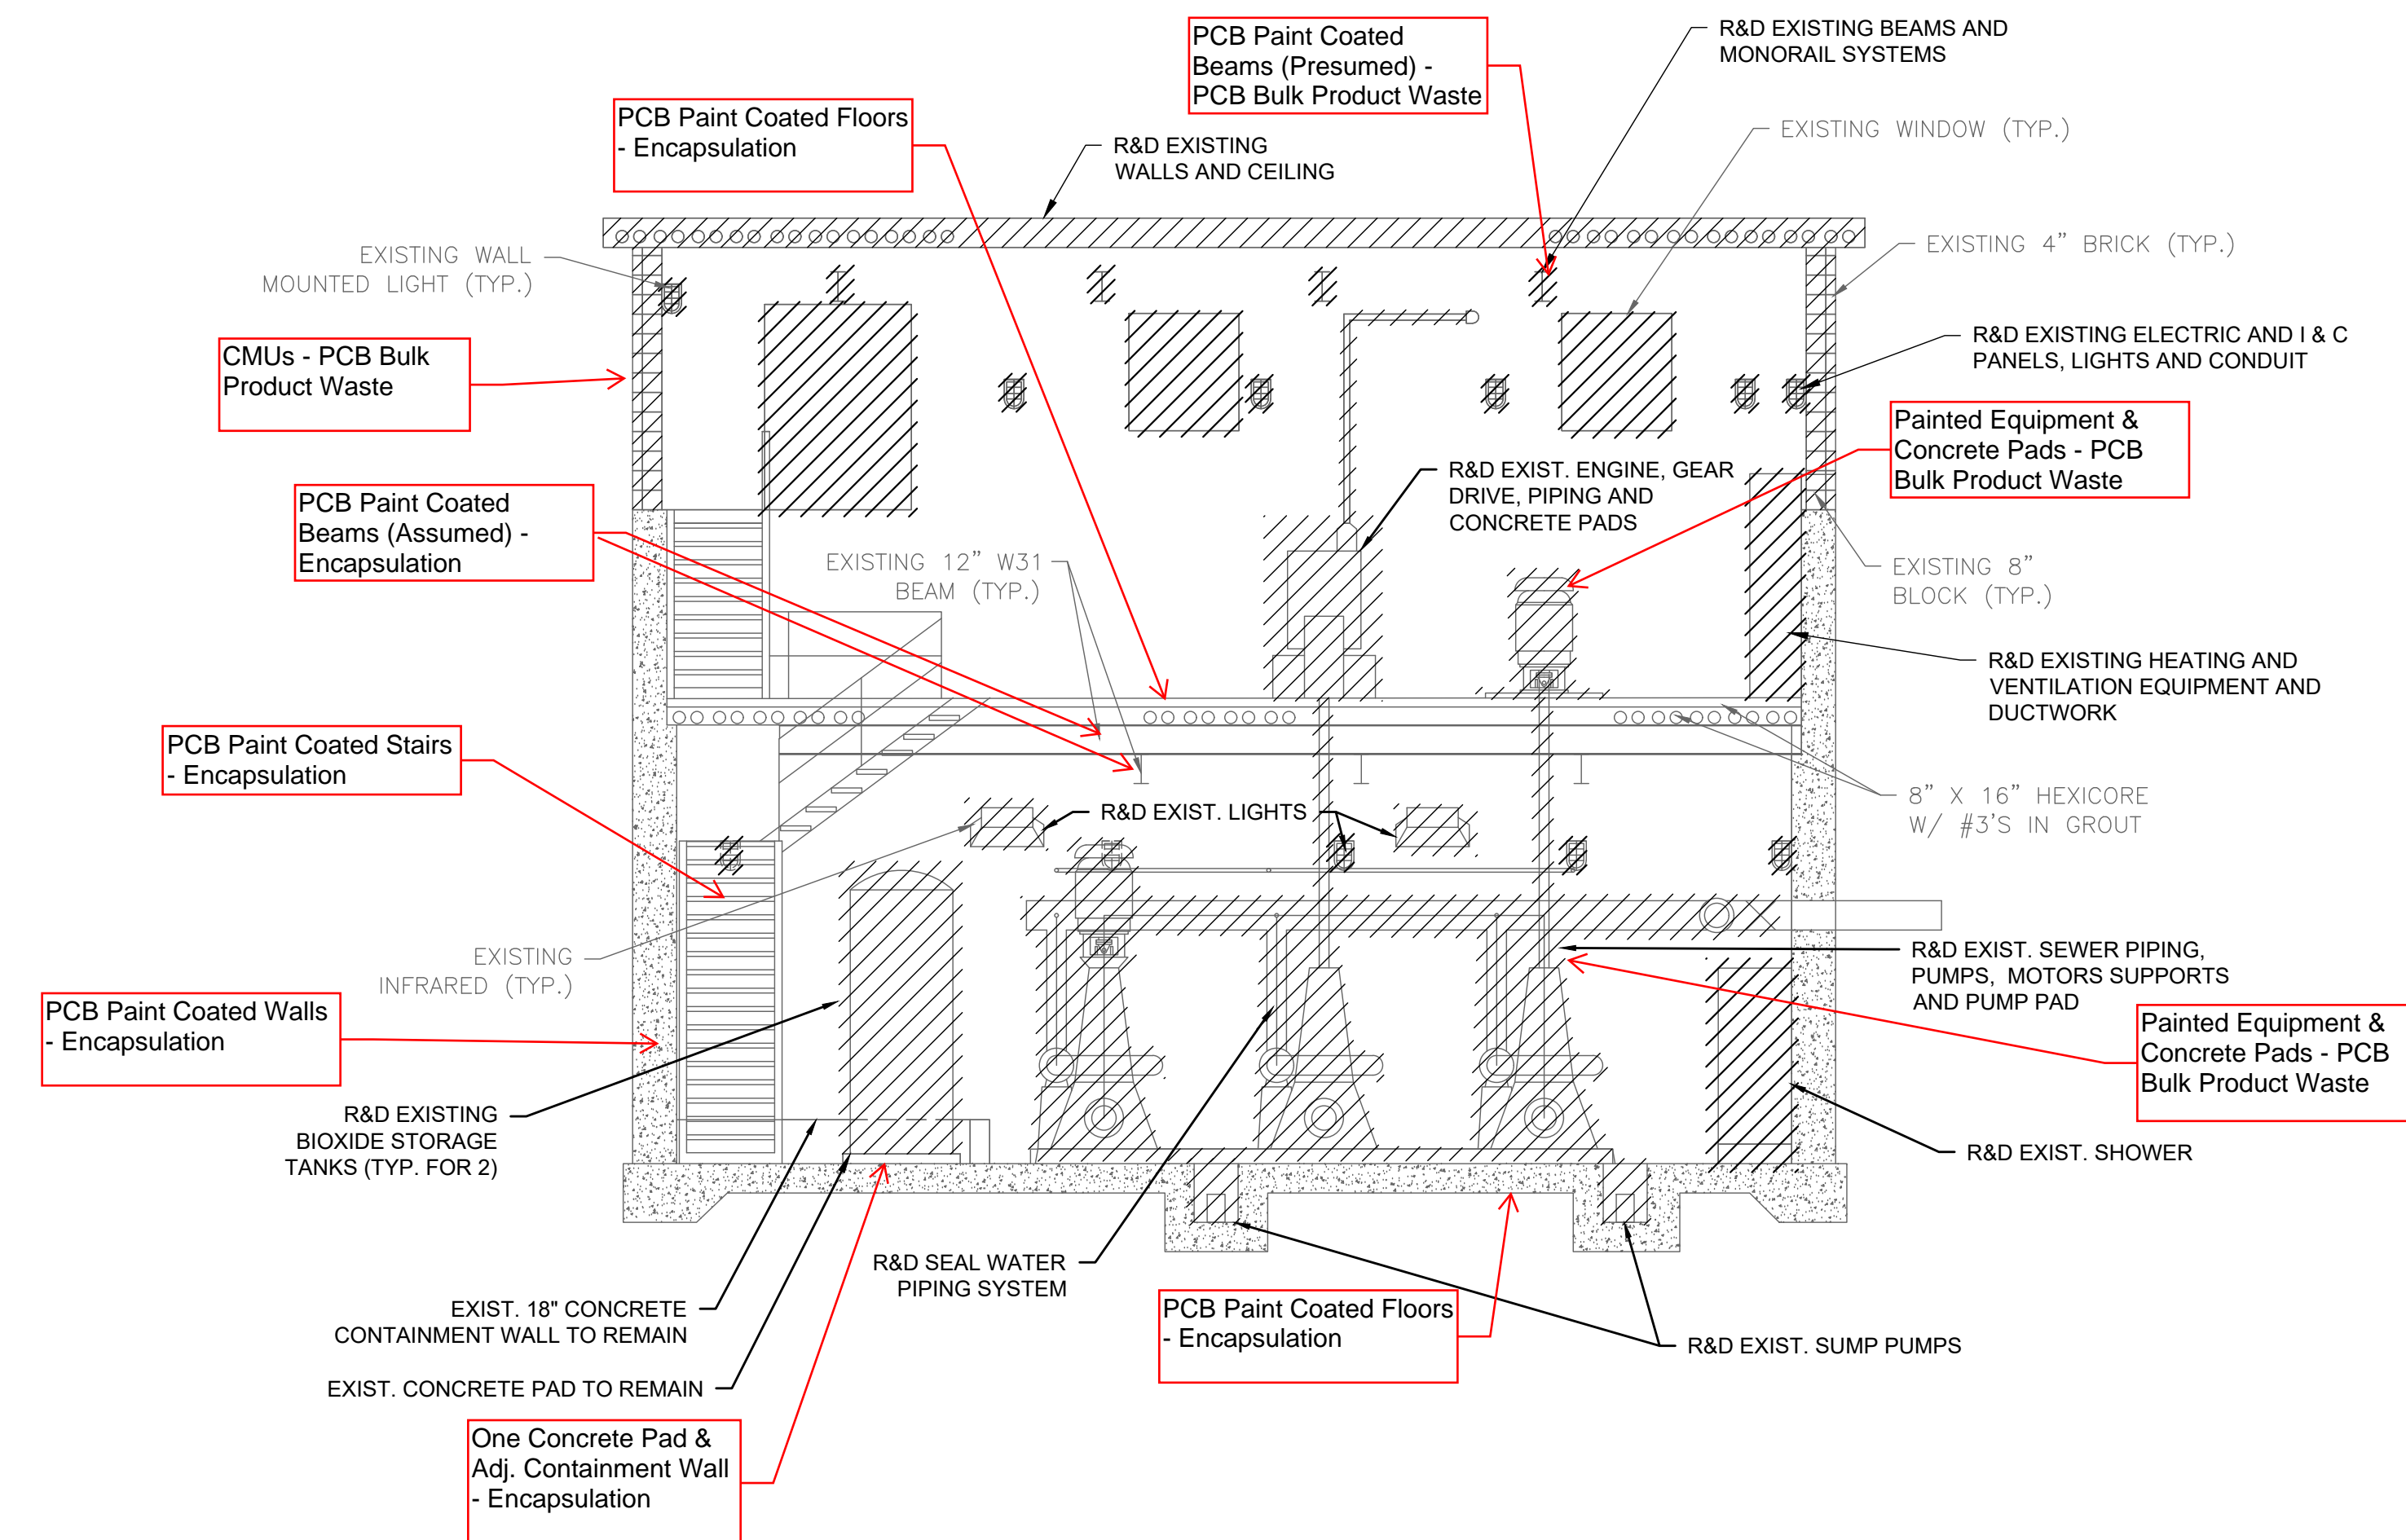 PCB Paint Coated
Beams (Presumed) -
PCB Bulk Product Waste
R&D EXISTING BEAMS AND
MONORAIL SYSTEMS
PCB Paint Coated Floors
- Encapsulation
R&D EXISTING
WALLS AND CEILING
EXISTING WINDOW (TYP.)
EXISTING WALL
MOUNTED LIGHT (TYP.)
EXISTING 4" BRICK (TYP.)
CMUs - PCB Bulk
Product Waste
R&D EXISTING ELECTRIC AND I & C
PANELS, LIGHTS AND CONDUIT
Painted Equipment &
Concrete Pads - PCB
Bulk Product Waste
PCB Paint Coated
Beams (Assumed) -
Encapsulation
R&D EXIST. ENGINE, GEAR
DRIVE, PIPING AND
CONCRETE PADS
EXISTING 12" W31
BEAM (TYP.)
EXISTING 8"
BLOCK (TYP.)
R&D EXISTING HEATING AND
VENTILATION EQUIPMENT AND
DUCTWORK
PCB Paint Coated Stairs
- Encapsulation
8" X 16" HEXICORE
W/ #3'S IN GROUT
R&D EXIST. LIGHTS
EXISTING
INFRARED (TYP.)
R&D EXIST. SEWER PIPING,
PUMPS, MOTORS SUPPORTS
AND PUMP PAD
PCB Paint Coated Walls
- Encapsulation
Painted Equipment &
Concrete Pads - PCB
Bulk Product Waste
R&D EXISTING
BIOXIDE STORAGE
TANKS (TYP. FOR 2)
R&D EXIST. SHOWER
R&D SEAL WATER
PIPING SYSTEM
EXIST. 18" CONCRETE
CONTAINMENT WALL TO REMAIN
PCB Paint Coated Floors
- Encapsulation
R&D EXIST. SUMP PUMPS
EXIST. CONCRETE PAD TO REMAIN
One Concrete Pad &
Adj. Containment Wall
- Encapsulation